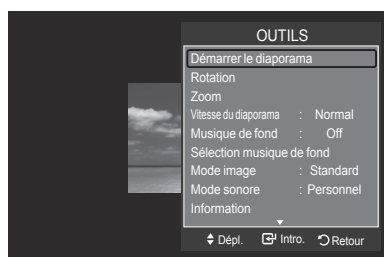 OUTILS
Démarrer le diaporama
Rotation
Zoom
Vitesse du diaporama : Normal
Musique de fond : Off
Sélection musique de fond
Mode image : Standard
Mode sonore : Personnel
Information
Dépl. Intro. Retour